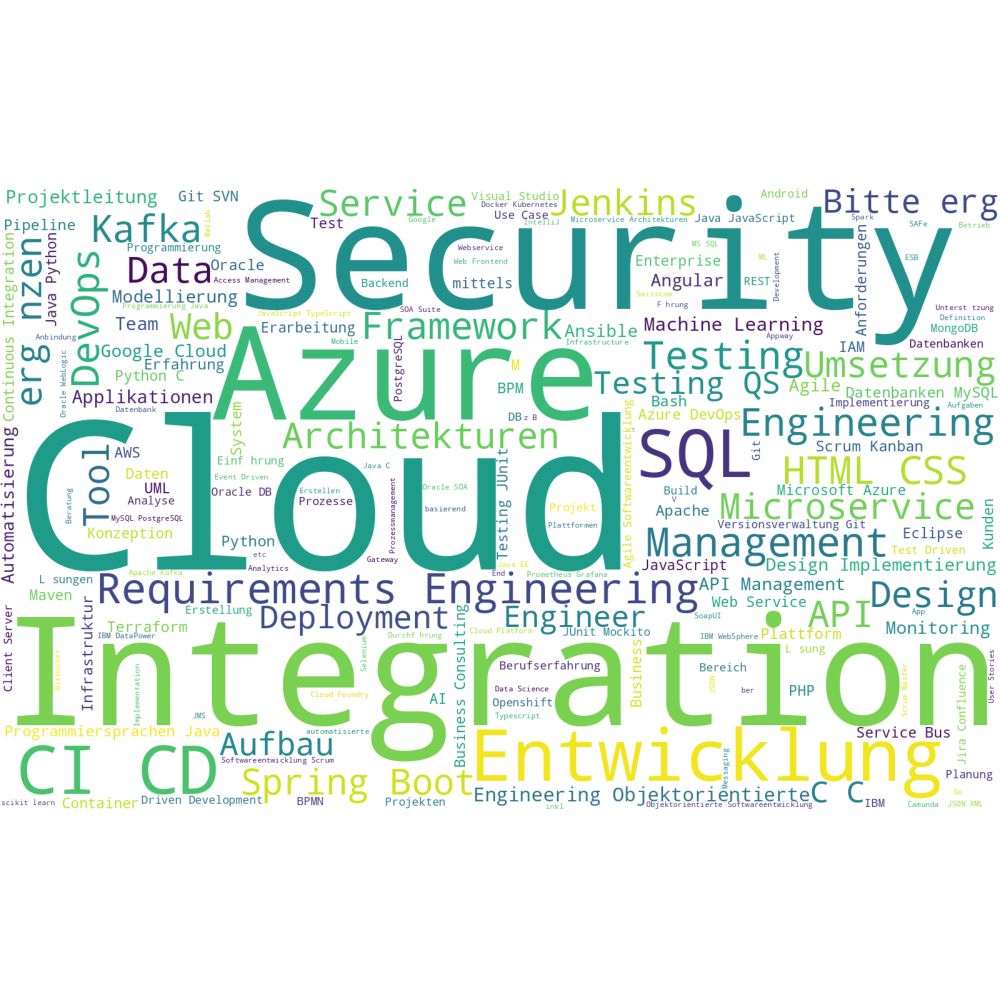 Projektleitung
Git SVN
Service
Visual Studio
Docker Kubernetes
Use Case
IntelliJ
Jenkins
Android
Bitte erg
Pipeline
Kafka
Matlab
Test
Google
Microservice Architekturen
Java JavaScript
Spark
SAFe
Betrieb
Security
Programmierung
Webservice
Web Frontend
MS SQL
ML
Development
Anforderungen
ESB
Continuous Integration
erg nzen
Java Python
DevOps
Data
Oracle
Access Management
Backend
mittels
Enterprise
Angular
REST
Swisscom
F hrung
Modellierung
Programmierung Java
JavaScript TypeScript
SOA Suite
Appway
Unterst tzung
Definition
MongoDB
Team
Web
Erarbeitung
Framework
Ansible
Machine Learning
Anbindung
Mobile
Infrastructure
IAM
Datenbanken
Google Cloud
Oracle WebLogic
Erfahrung
Azure
PostgreSQL
M
Testing
Umsetzung
Python C
BPM
Testing QS
Agile
Datenbanken MySQL
Applikationen
Bash
Implementierung
Aufgaben
Datenbank
System
DB
z B
Azure DevOps
Engineering
Einf hrung
Architekturen
Agile Softwareentwicklung
SQL
Git
Scrum Kanban
Automatisierung
Tool
AWS
Cloud
Event Driven
Java C
HTML CSS
Daten
UML
Analyse
Beratung
Oracle DB
Erstellen
Prozesse
Prozessmanagement
Oracle SOA
basierend
Testing JUnit
Projekt
Plattformen
Build
V
Apache
Microsoft Azure
Microservice
Kunden
MySQL PostgreSQL
Konzeption
Versionsverwaltung Git
Eclipse
Python
etc
Analytics
Management
Test Driven
L sungen
Apache Kafka
Gateway
Java EE
End
Prometheus Grafana
JavaScript
Design Implementierung
Maven
Requirements Engineering
API Management
Design
Client Server
Infrastruktur
Erstellung
Deployment
Business Consulting
Engineer
Web Service
App
Terraform
IBM DataPower
SoapUI
API
Monitoring
Integration
Durchf hrung
Cloud Platform
JUnit Mockito
IBM WebSphere
Plattform
L sung
Bitbucket
Implementation
Selenium
Berufserfahrung
Business
Bereich
User Stories
Cloud Foundry
AI
Data Science
Openshift
Typescript
JSON
ber
PHP
Scrum Master
Jira Confluence
JMS
Programmiersprachen Java
automatisierte
Entwicklung
Service Bus
CI CD
Aufbau
Softwareentwicklung Scrum
Messaging
Spring Boot
Planung
scikit learn
Container
Driven Development
BPMN
Projekten
Engineering Objektorientierte
inkl
Objektorientierte Softwareentwicklung
C C
IBM
Camunda
Go
JSON XML